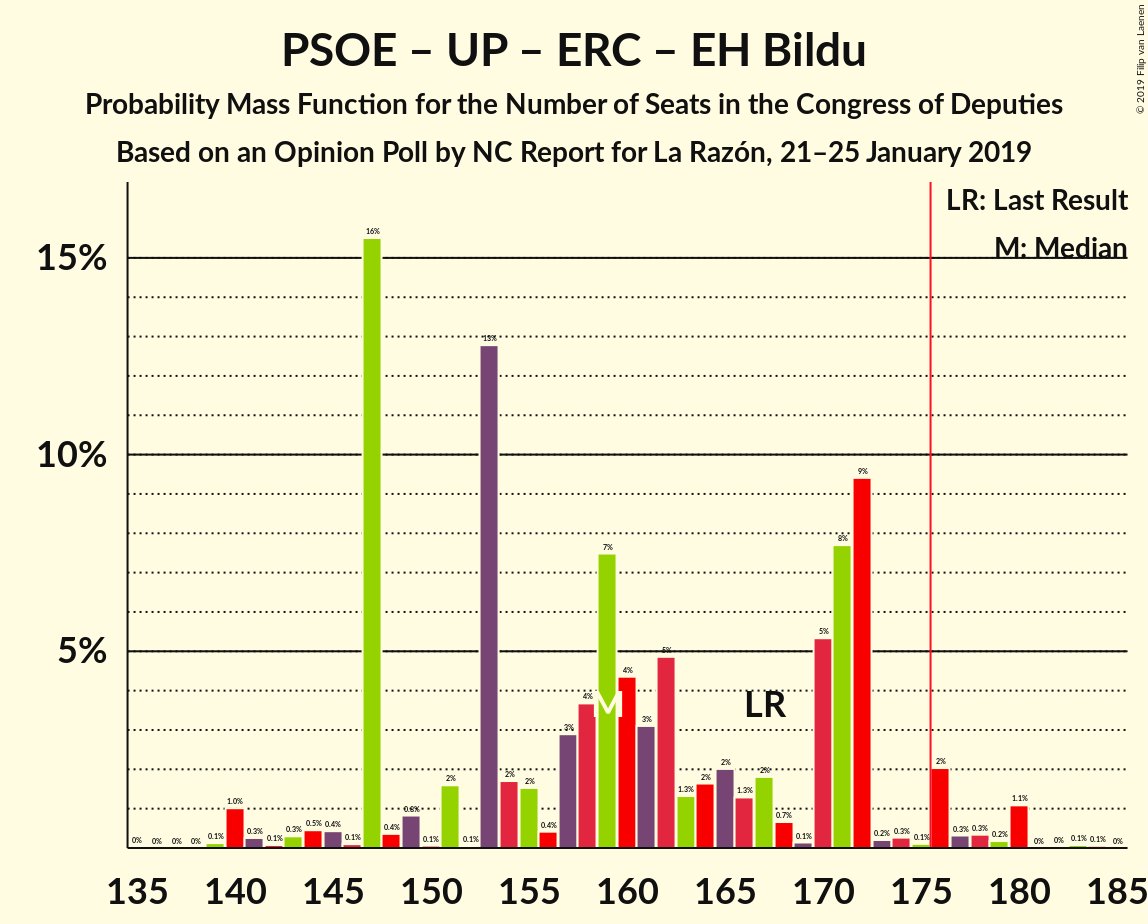 PSOE – UP – ERC – EH Bildu
Probability Mass Function for the Number of Seats in the Congress of Deputies
Based on an Opinion Poll by NC Report for La Razón, 21–25 January 2019
© 2019 Filip van Laenen
LR: Last Result
M: Median
15%
10%
5%
0% 0% 0% 0% 0.1% 1.0% 0.3% 0.1% 0.3% 0.5% 0.4% 0.1% 16% 0.4% 0.8% 0.1% 2% 0.1% 13% 2% 2% 0.4% 3% 4% 7% 4% 3% 5% 1.3% 2% 2% 1.3% 2% 0.7% 0.1% 5% 8% 9% 0.2% 0.3% 0.1% 2% 0.3% 0.3% 0.2% 1.1% 0% 0% 0.1% 0.1% 0%
M
LR
135 140 145 150 155 160 165 170 175 180 185